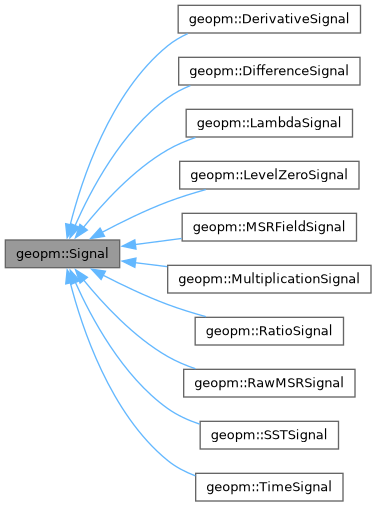 geopm::DerivativeSignal
geopm::DifferenceSignal
geopm::LambdaSignal
geopm::LevelZeroSignal
geopm::MSRFieldSignal
geopm::Signal
geopm::MultiplicationSignal
geopm::RatioSignal
geopm::RawMSRSignal
geopm::SSTSignal
geopm::TimeSignal